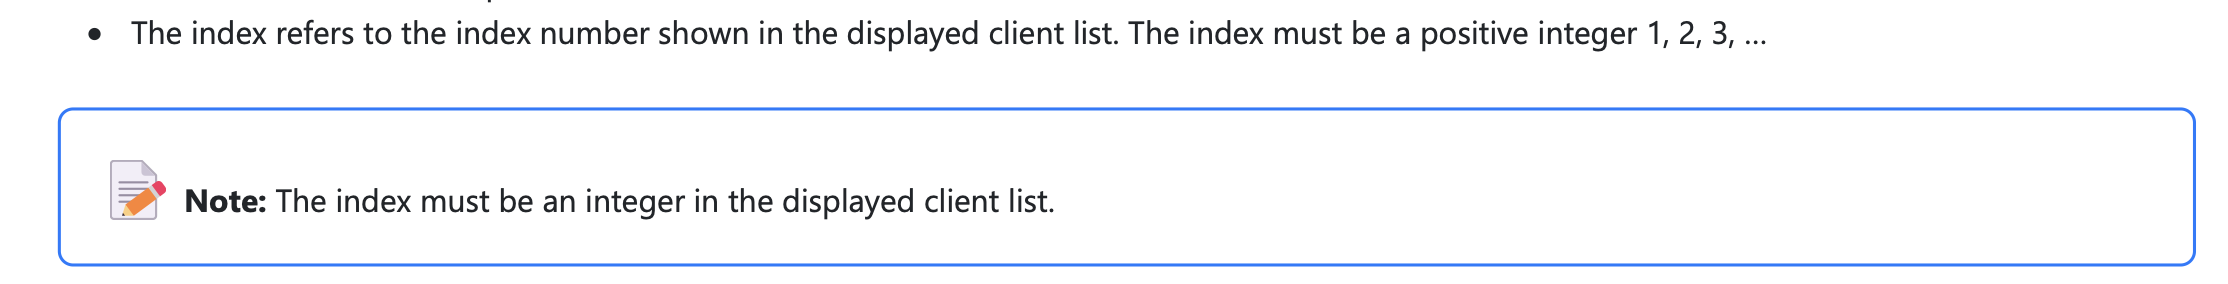 • The index refers to the index number shown in the displayed client list. The index must be a positive integer 1, 2, 3, …
Note: The index must be an integer in the displayed client list.